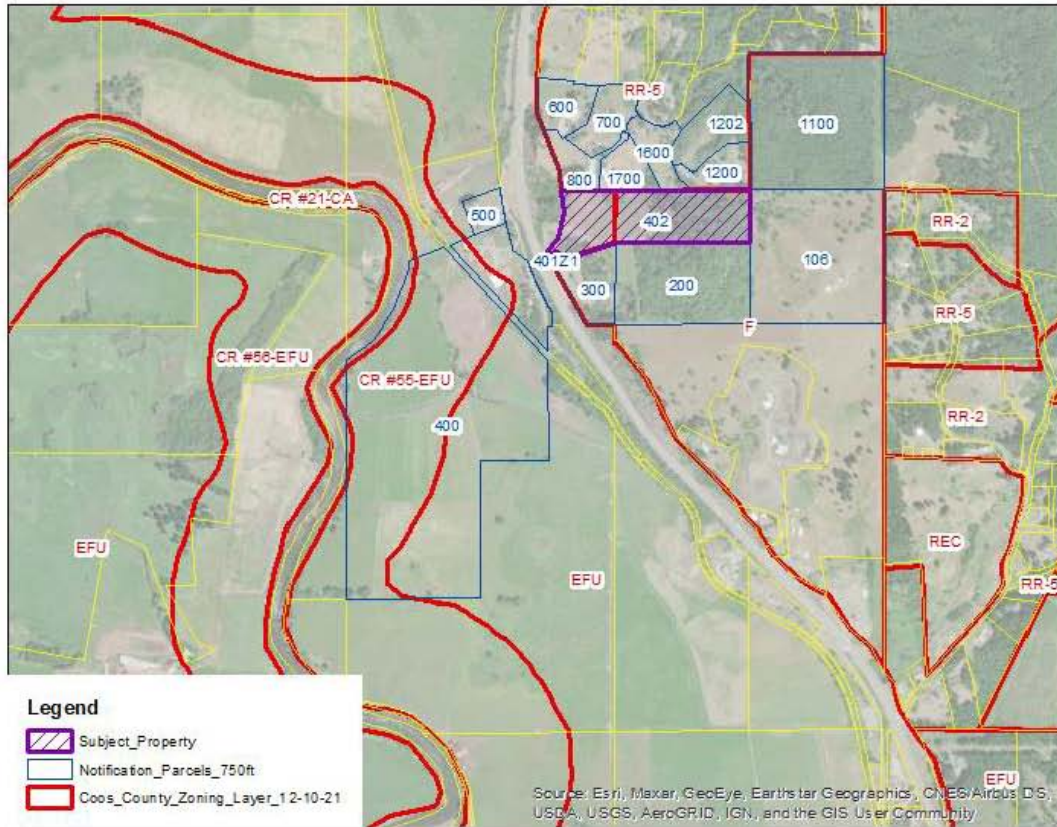 RR-5
600
700
1202
1100
1600
800
1700
1200
CR #21-CA
500
402
RR-2
401Z1
300
200
106
RR-5
F
CR #56-EFU
CR #55-EFU
400
RR-2
EFU
REC
EFU
RR-5
Legend
Subject_Property
Notification_Parcels_750ft
Coos_County_Zoning_Layer_12-10-21
EFU
Source: Esri, Maxar, GeoEye, Earthstar Geographics, CNES/Airbus DS,
USDA, USGS, AeroGRID, IGN, and the GIS User Community